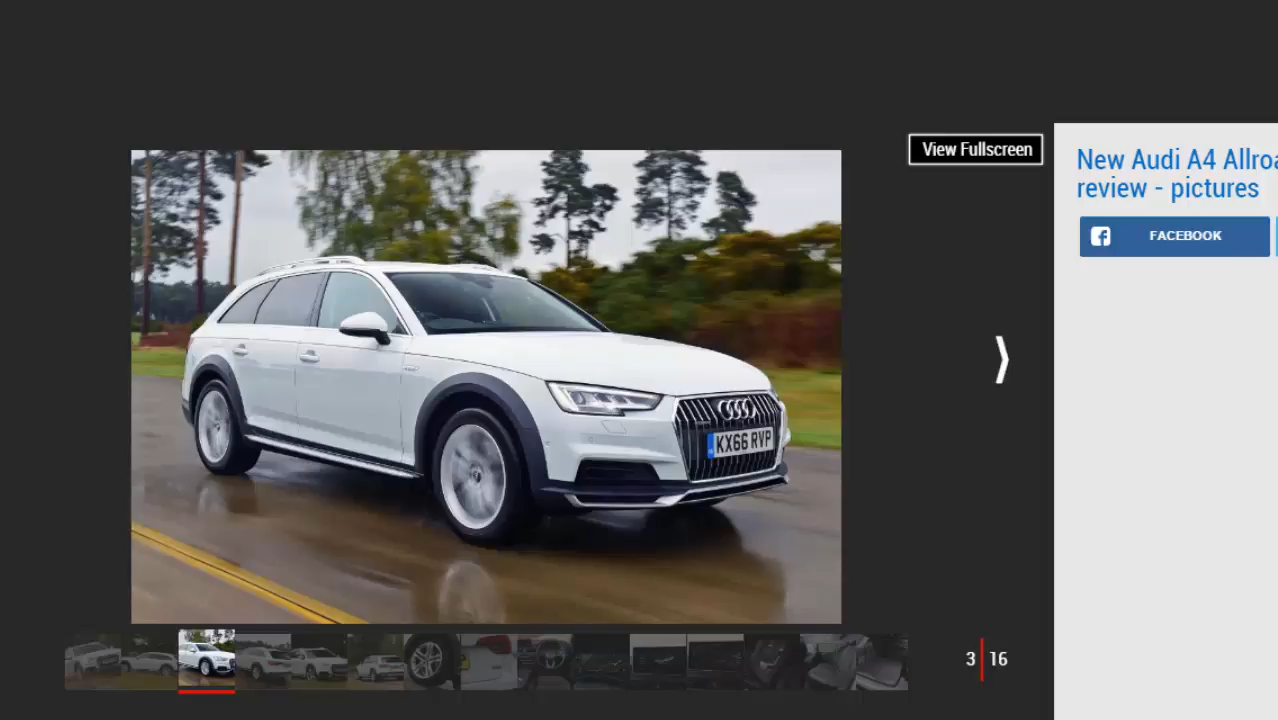 View Fullscreen
New Audi A4 Allroa
review - pictures
FACEBOOK
KX66 RVP
3 16